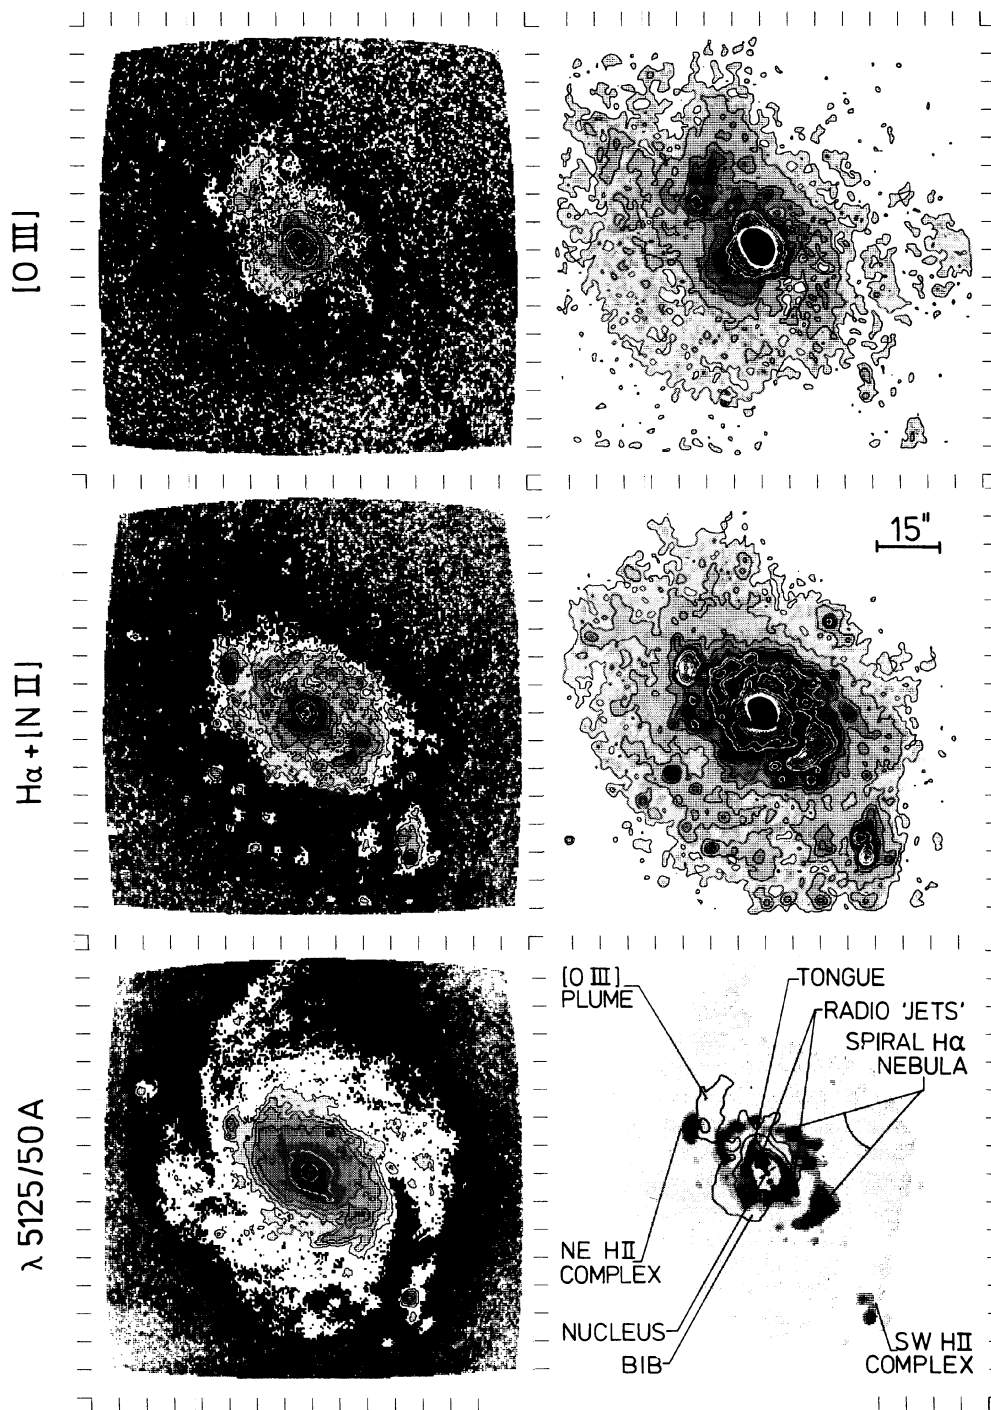 [O III]
Hα+[N II]
15"
λ 5125/50 A
[O III]
PLUME
TONGUE
RADIO 'JETS'
SPIRAL Hα
NEBULA
NE HII
COMPLEX
NUCLEUS
BIB
SW HII
COMPLEX